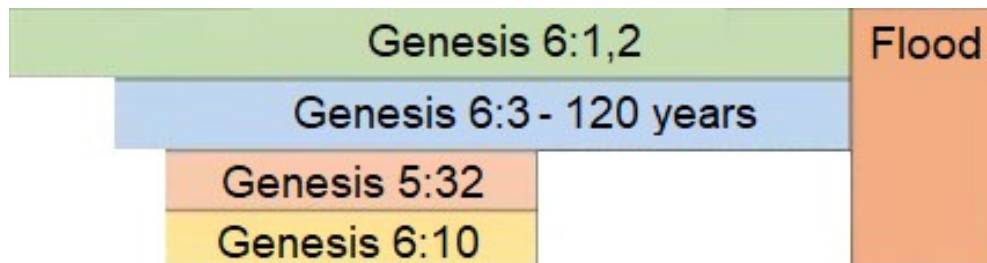 Genesis 6:1,2
Flood
Genesis 6:3 - 120 years
Genesis 5:32
Genesis 6:10